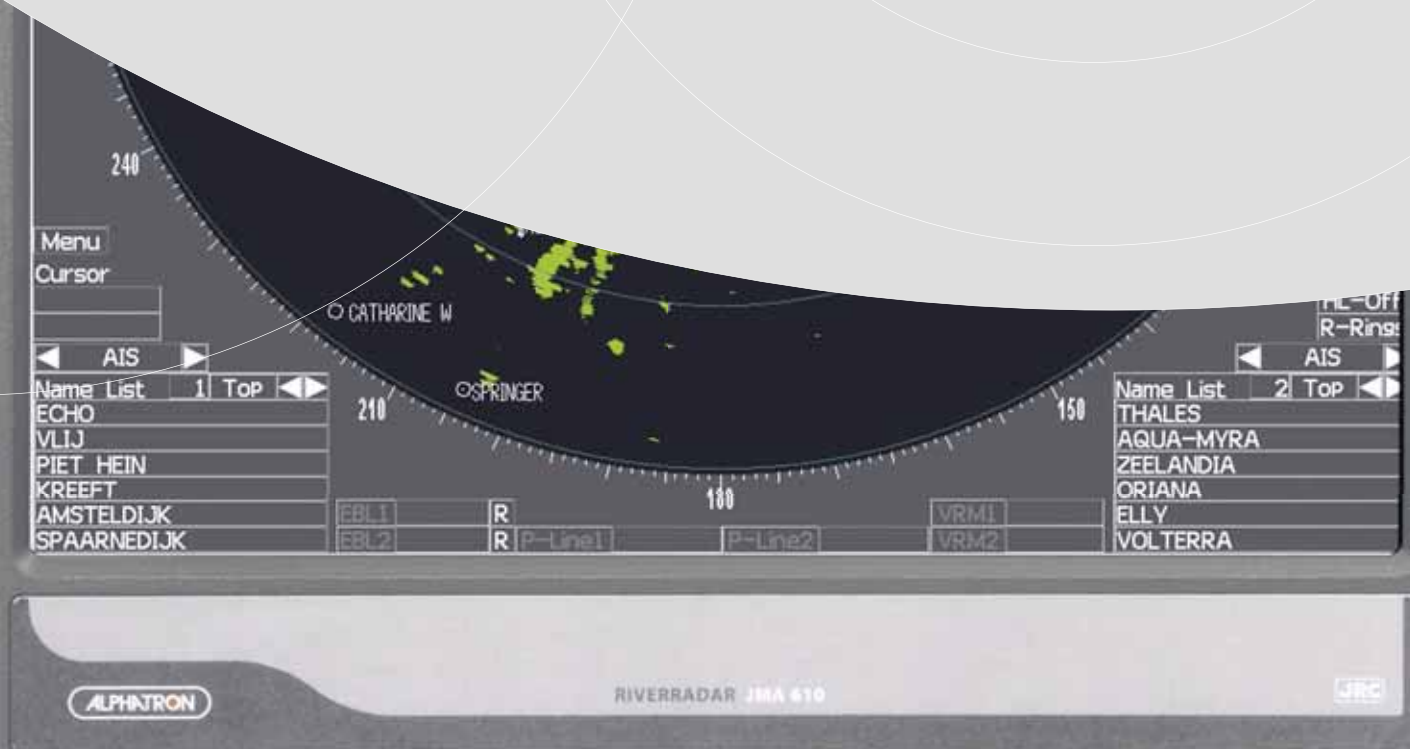 240
Menu
Cursor
CATHARINE W
HL-Off
R-Rings
AIS
AIS
Name List 1 Top
Name List 2 Top
SPRINGER
210
150
ECHO
THALES
VLIJ
AQUA-MYRA
PIET HEIN
ZEELANDIA
KREEFT
ORIANA
180
AMSTELDIJK
EBL1 R
VRM1
ELLY
SPAARNEDIJK
EBL2 R P-Line1 P-Line2 VRM2
VOLTERRA
ALPHATRON
RIVERRADAR JMA 610
JRC